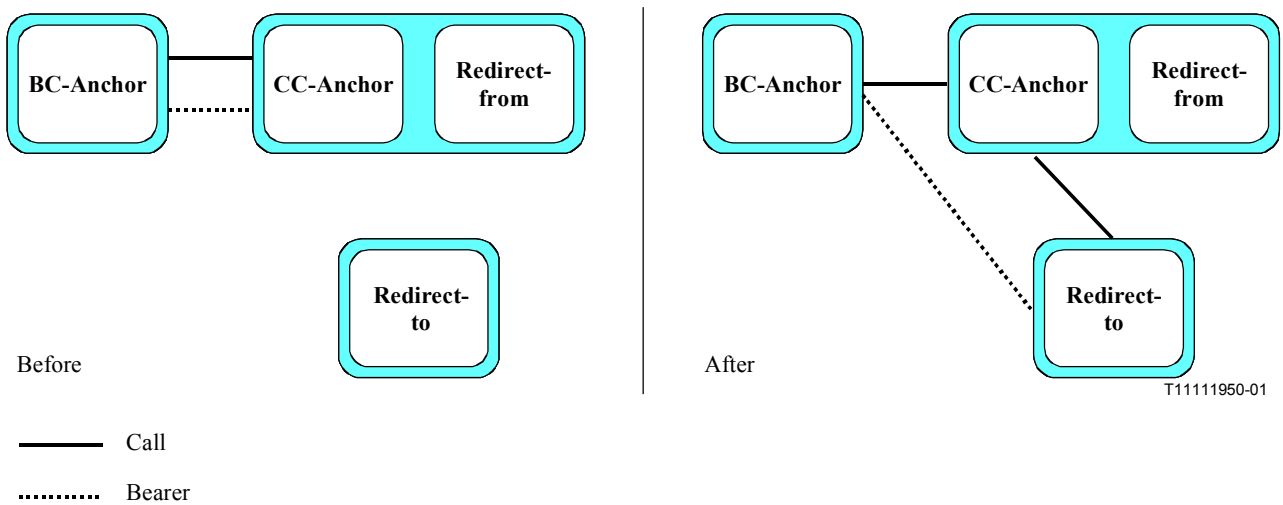 BC-Anchor
CC-Anchor
Redirect-
from
Redirect-
to
Before
BC-Anchor
CC-Anchor
Redirect-
from
Redirect-
to
After
T11111950-01
Call
Bearer